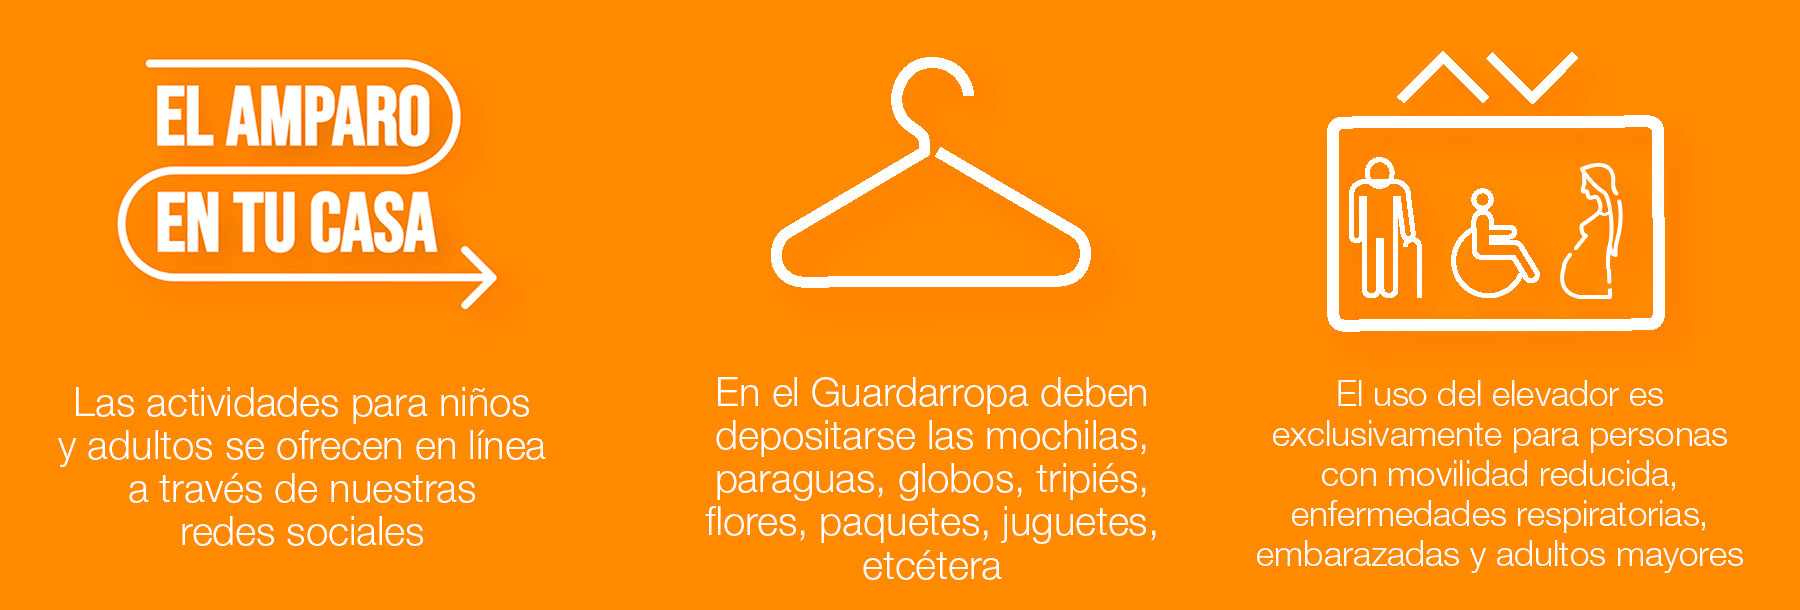 EL AMPARO
EN TU CASA
Las actividades para niños
y adultos se ofrecen en línea
a través de nuestras
redes sociales
En el Guardarropa deben
depositarse las mochilas,
paraguas, globos, tripiés,
flores, paquetes, juguetes,
etcétera
El uso del elevador es
exclusivamente para personas
con movilidad reducida,
enfermedades respiratorias,
embarazadas y adultos mayores